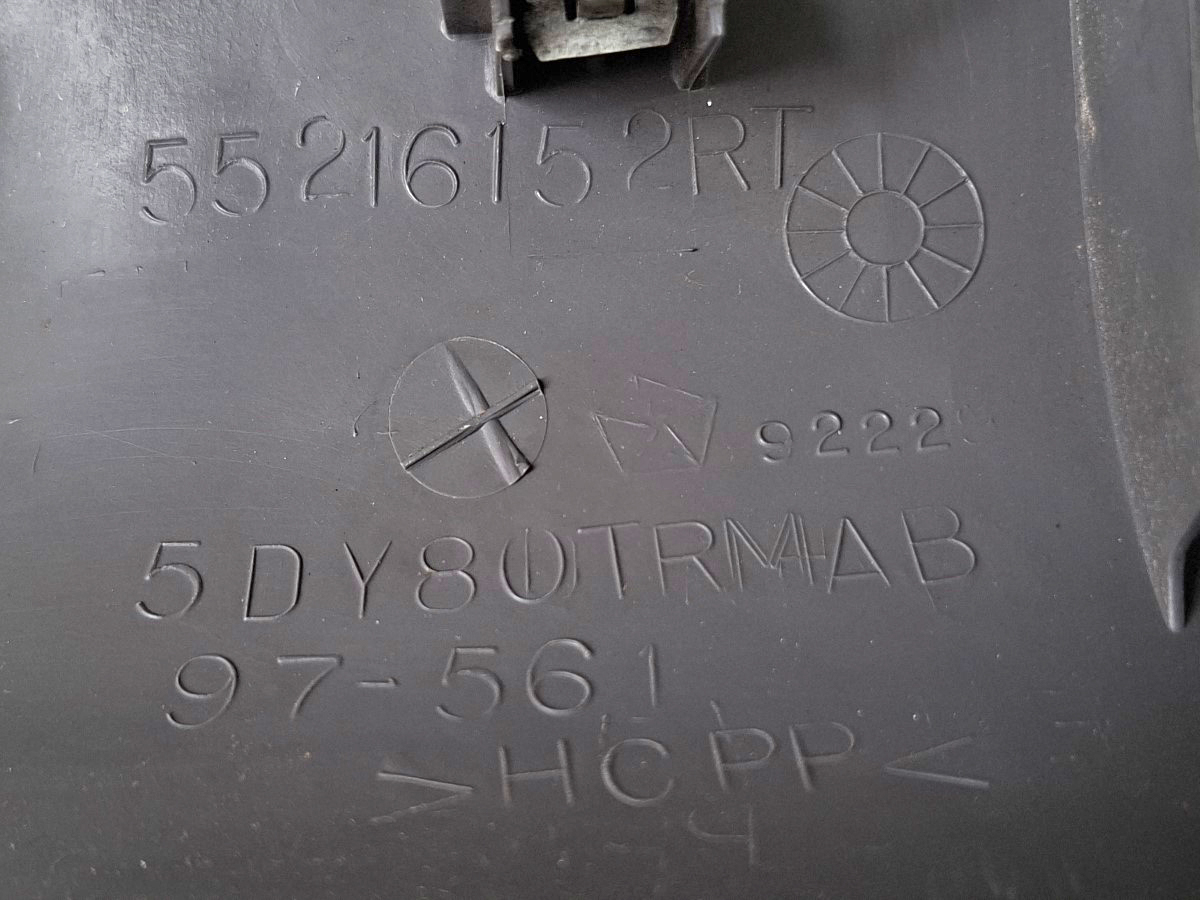 55216152RT
9222
5DY80TRMAB
97-561
>HCPP<